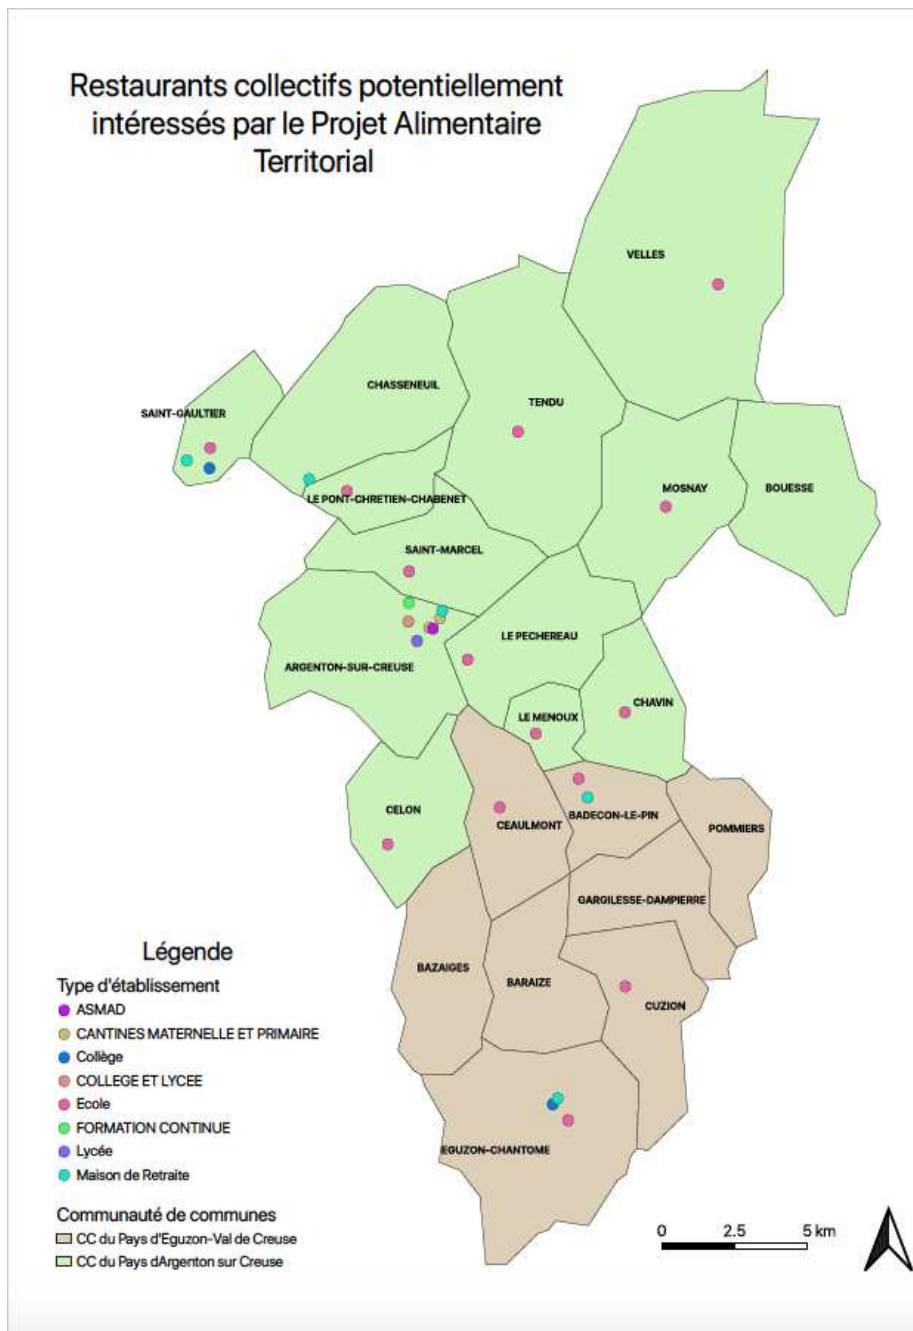 Restaurants collectifs potentiellement
intéressés par le Projet Alimentaire
Territorial
VELLES
CHASSENEUIL
TENDU
SAINT-GAULTIER
MOSNAY
BOUESSE
LE PONT-CHRETIEN-CHABENET
SAINT-MARCEL
LE PECHEREAU
ARGENTON-SUR-CREUSE
CHAVIN
LE MENOUX
CELON
CEAULMONT
BADECON-LE-PIN
POMMIERS
GARGILESSE-DAMPIERRE
BAZAIGES
BARAIZE
CUZION
EGUZON-CHANTOME
Légende
Type d'établissement
ASMAD
CANTINES MATERNELLE ET PRIMAIRE
Collège
COLLEGE ET LYCEE
Ecole
FORMATION CONTINUE
Lycée
Maison de Retraite
Communauté de communes
CC du Pays d'Eguzon-Val de Creuse
CC du Pays dArgenton sur Creuse
0 2.5 5 km